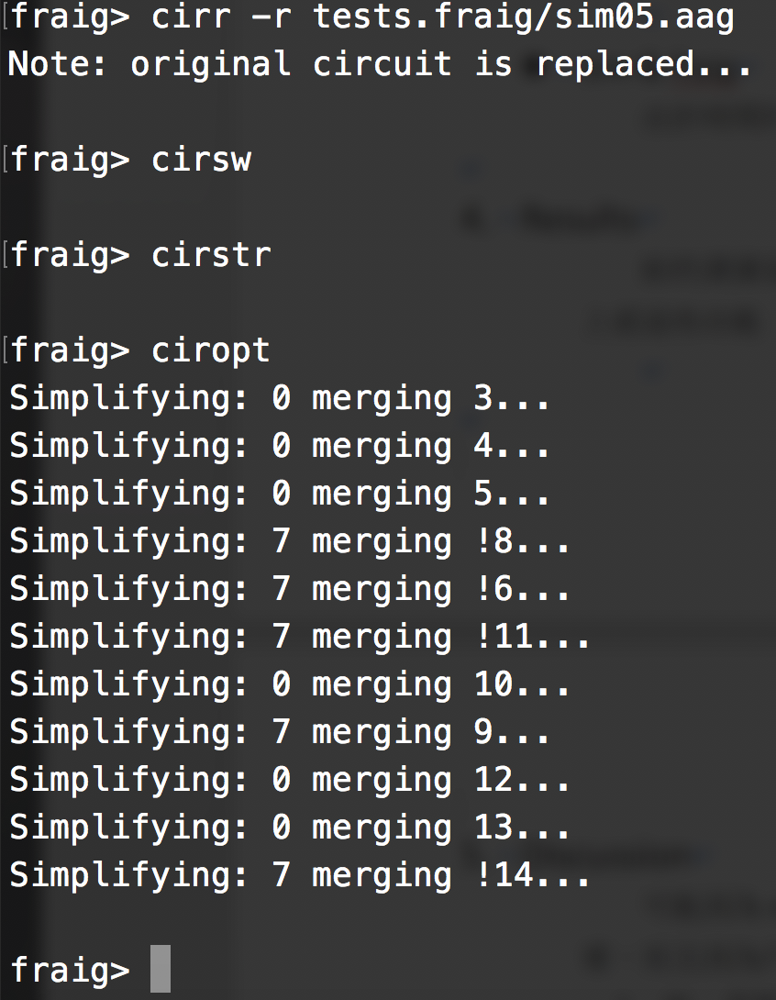 fraig> cirr -r tests.fraig/sim05.aag
Note: original circuit is replaced...
fraig> cirsw
fraig> cirstr
fraig> ciropt
Simplifying: 0 merging 3...
Simplifying: 0 merging 4...
Simplifying: 0 merging 5...
Simplifying: 7 merging !8...
Simplifying: 7 merging !6...
Simplifying: 7 merging !11...
Simplifying: 0 merging 10...
Simplifying: 7 merging 9...
Simplifying: 0 merging 12...
Simplifying: 0 merging 13...
Simplifying: 7 merging !14...
fraig>